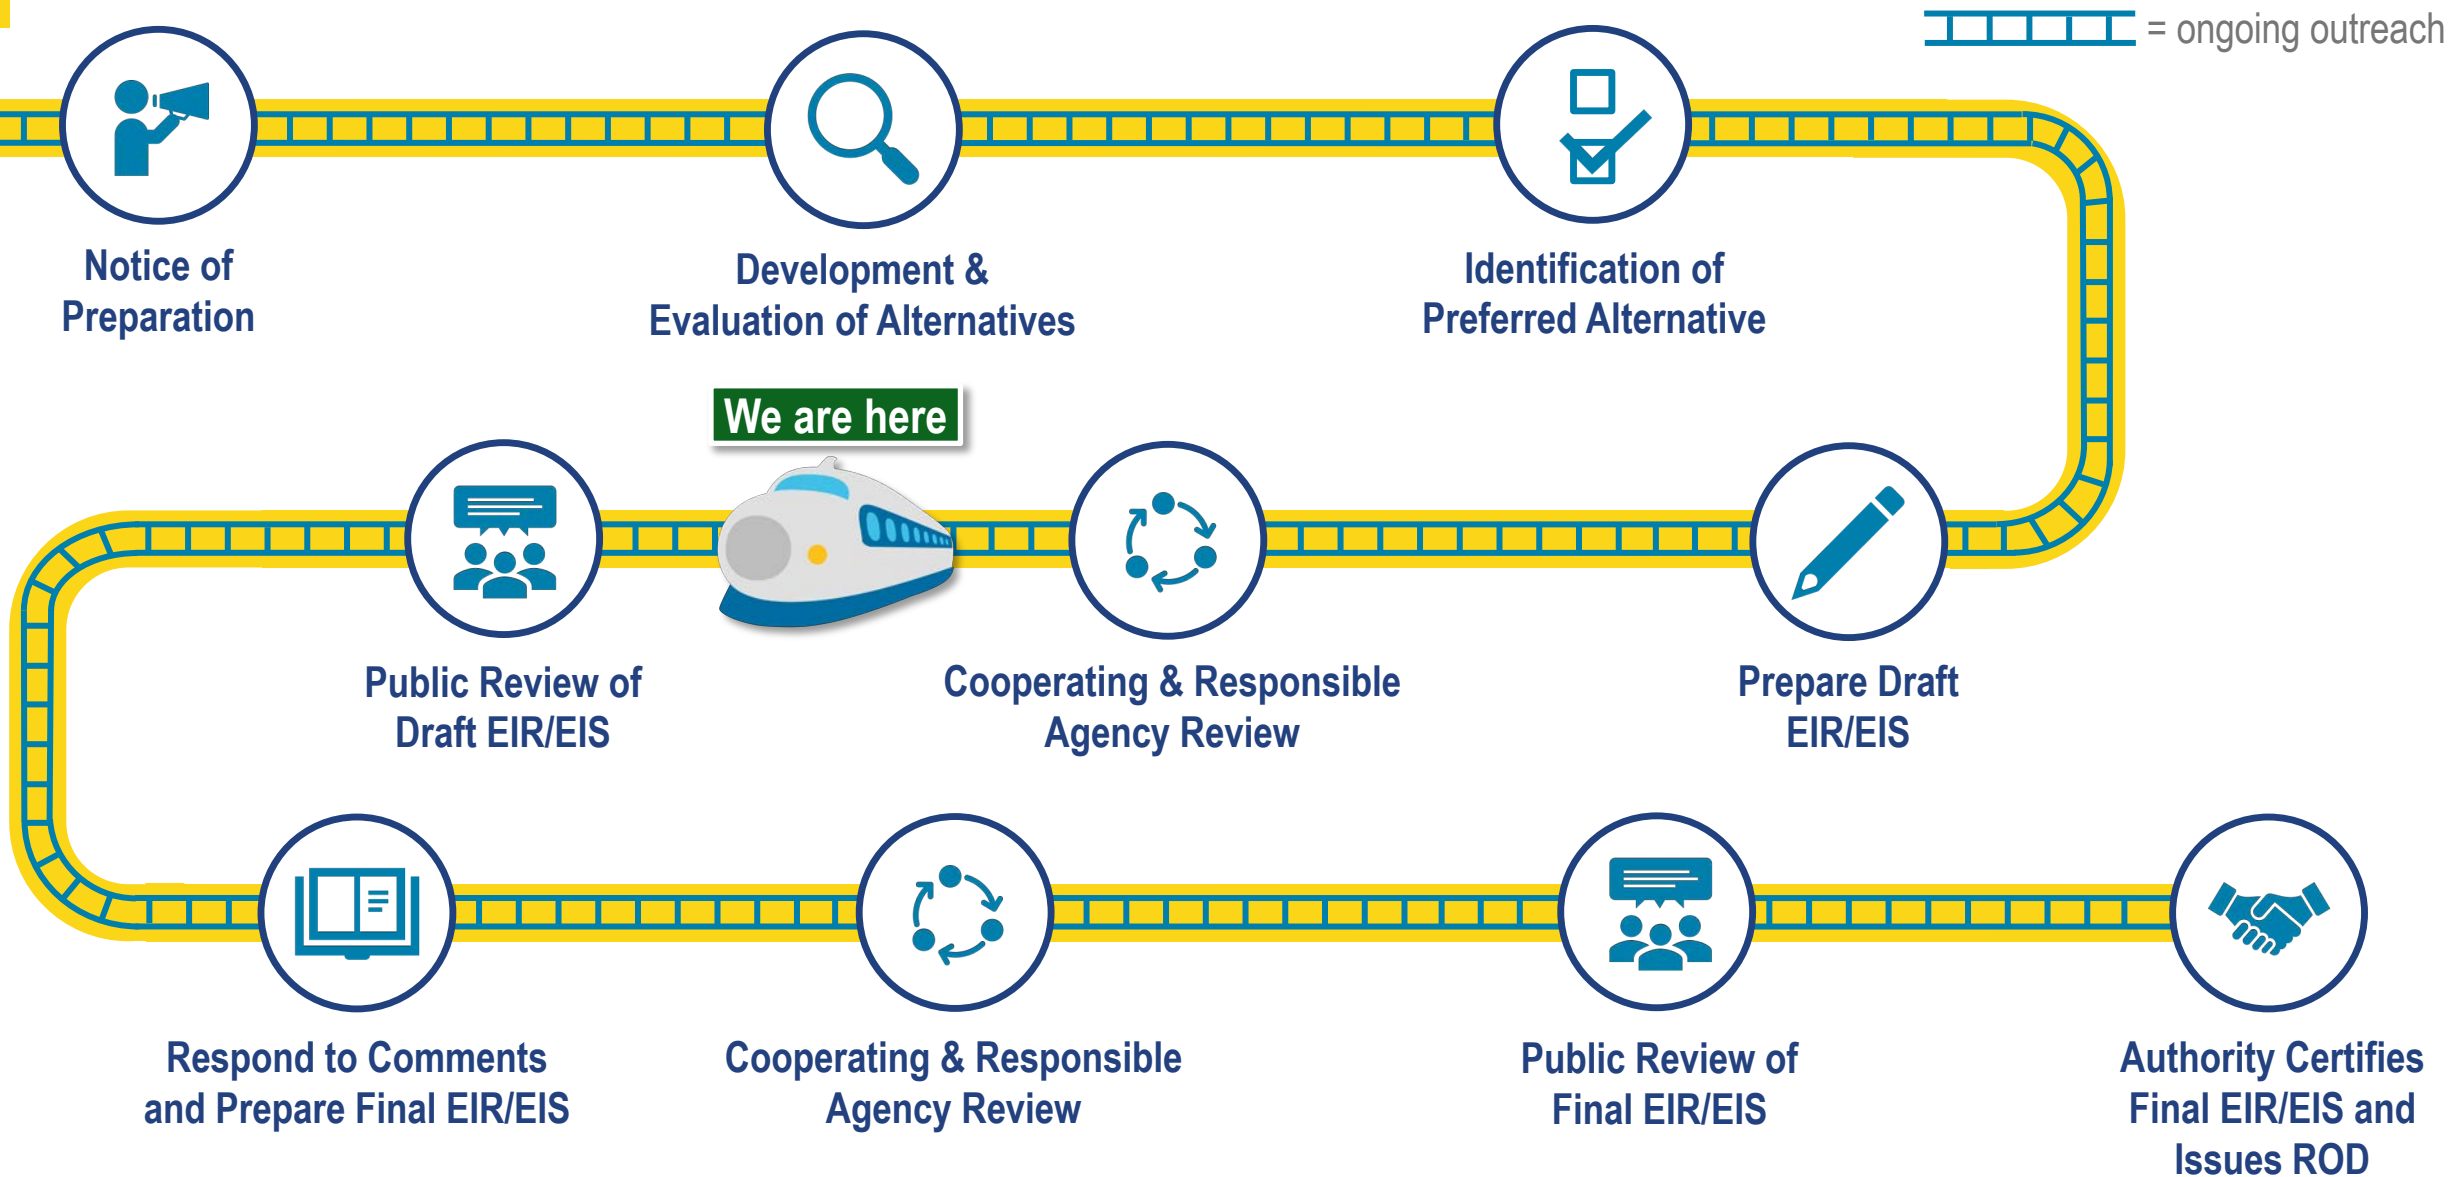 = ongoing outreach
Notice of
Preparation
Development &
Evaluation of Alternatives
Identification of
Preferred Alternative
We are here
Public Review of
Draft EIR/EIS
Cooperating & Responsible
Agency Review
Prepare Draft
EIR/EIS
Respond to Comments
and Prepare Final EIR/EIS
Cooperating & Responsible
Agency Review
Public Review of
Final EIR/EIS
Authority Certifies
Final EIR/EIS and
Issues ROD